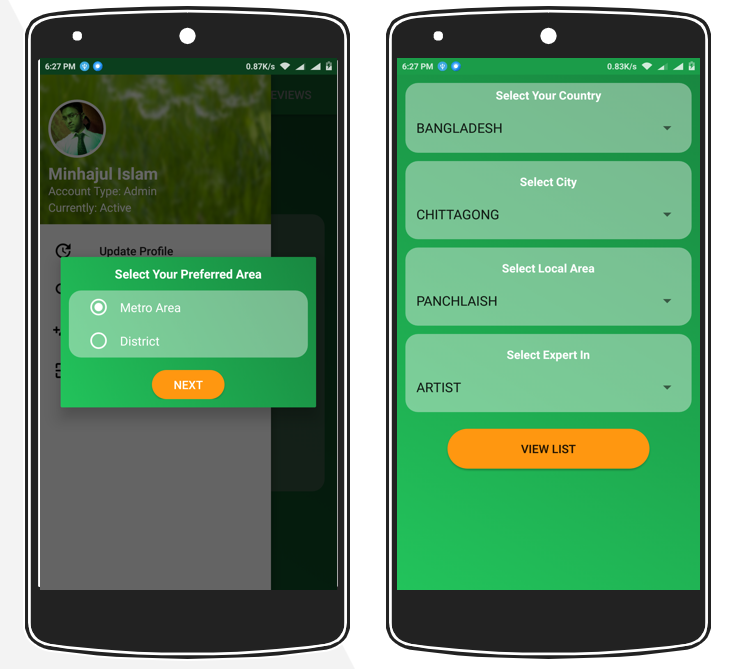 6:27 PM 0.87K/s
EVIEWS
Minhajul Islam
Account Type: Admin
Currently: Active
Update Profile
Select Your Preferred Area
Metro Area
District
NEXT
6:27 PM 0.83K/s
Select Your Country
BANGLADESH
Select City
CHITTAGONG
Select Local Area
PANCHLAISH
Select Expert In
ARTIST
VIEW LIST